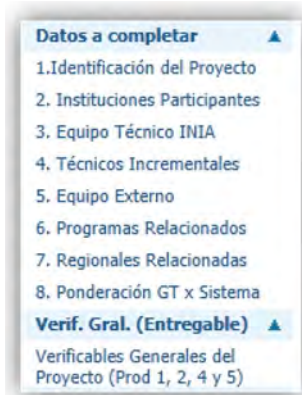 Datos a completar ▲
1.Identificación del Proyecto
2. Instituciones Participantes
3. Equipo Técnico INIA
4. Técnicos Incrementales
5. Equipo Externo
6. Programas Relacionados
7. Regionales Relacionadas
8. Ponderación GT x Sistema
Verif. Gral. (Entregable) ▲
Verificables Generales del
Proyecto (Prod 1, 2, 4 y 5)